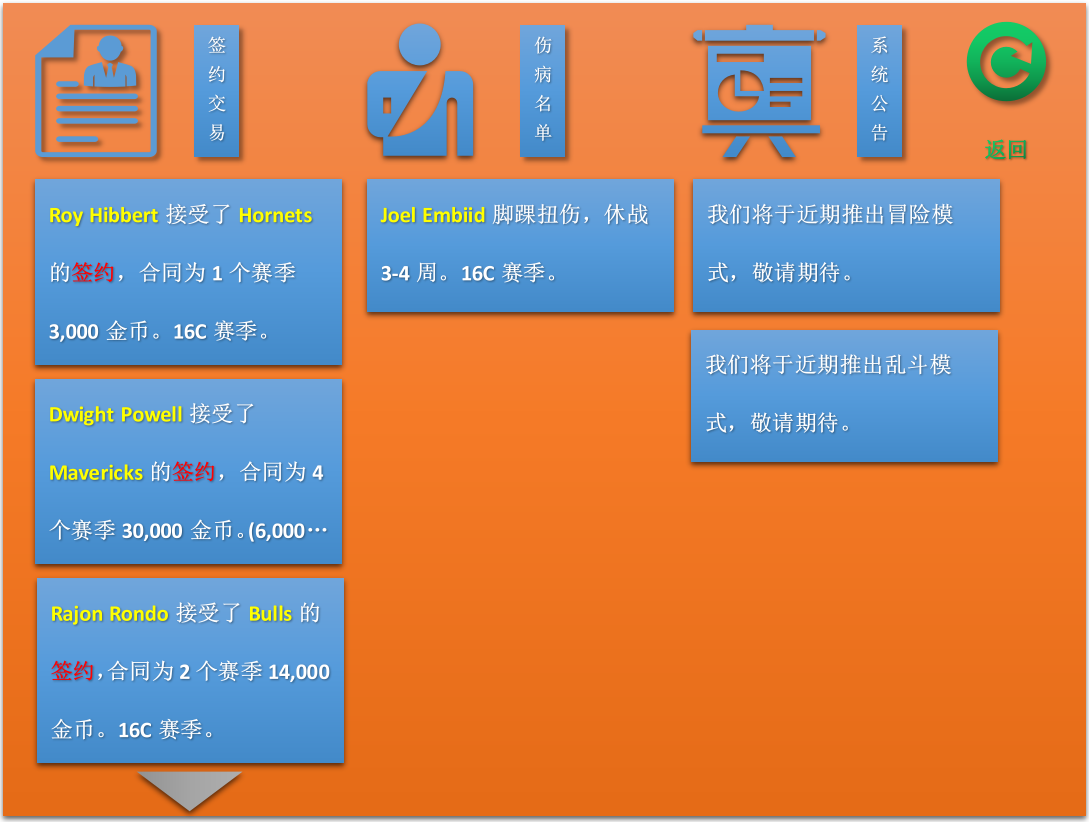 签约交易
伤病名单
系统公告
返回
Roy Hibbert 接受了 Hornets
的签约，合同为 1 个赛季
3,000 金币。16C 赛季。
Dwight Powell 接受了
Mavericks 的签约，合同为 4
个赛季 30,000 金币。(6,000…
Rajon Rondo 接受了 Bulls 的
签约，合同为 2 个赛季 14,000
金币。16C 赛季。
Joel Embiid 脚踝扭伤，休战
3-4 周。16C 赛季。
我们将于近期推出冒险模
式，敬请期待。
我们将于近期推出乱斗模
式，敬请期待。